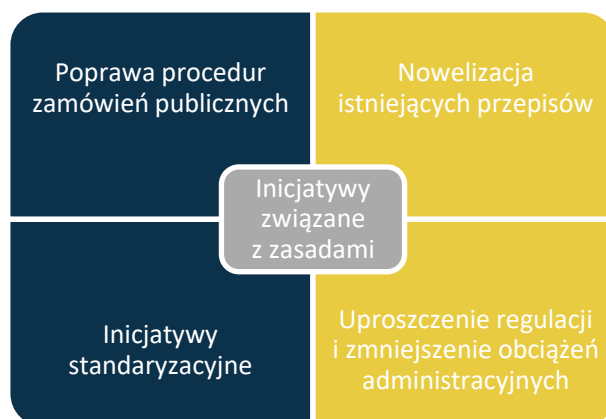 Poprawa procedur
zamówień publicznych
Nowelizacja
istniejących przepisów
Inicjatywy
związane
z zasadami
Inicjatywy
standaryzacyjne
Uproszczenie regulacji
i zmniejszenie obciążeń
administracyjnych